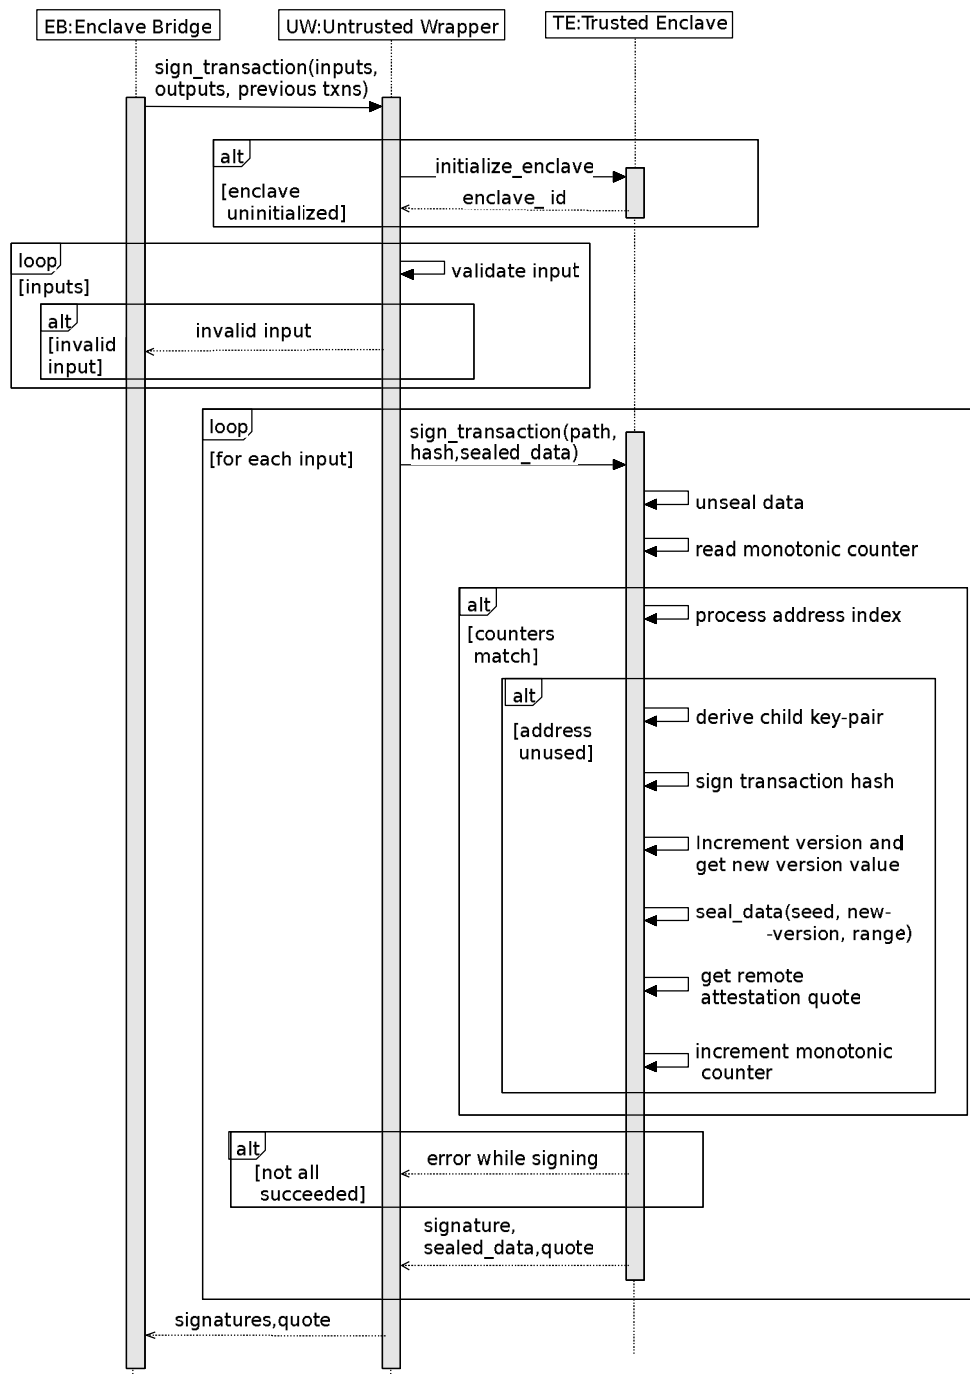 EB:Enclave Bridge
UW:Untrusted Wrapper
TE:Trusted Enclave
sign_transaction(inputs,
outputs, previous txns)
alt
[enclave
uninitialized]
initialize_enclave
enclave_ id
loop
[inputs]
validate input
alt
[invalid
input]
invalid input
loop
[for each input]
sign_transaction(path,
hash,sealed_data)
unseal data
read monotonic counter
alt
[counters
match]
process address index
alt
[address
unused]
derive child key-pair
sign transaction hash
Increment version and
get new version value
seal_data(seed, new-
-version, range)
get remote
attestation quote
increment monotonic
counter
alt
[not all
succeeded]
error while signing
signature,
sealed_data,quote
signatures,quote